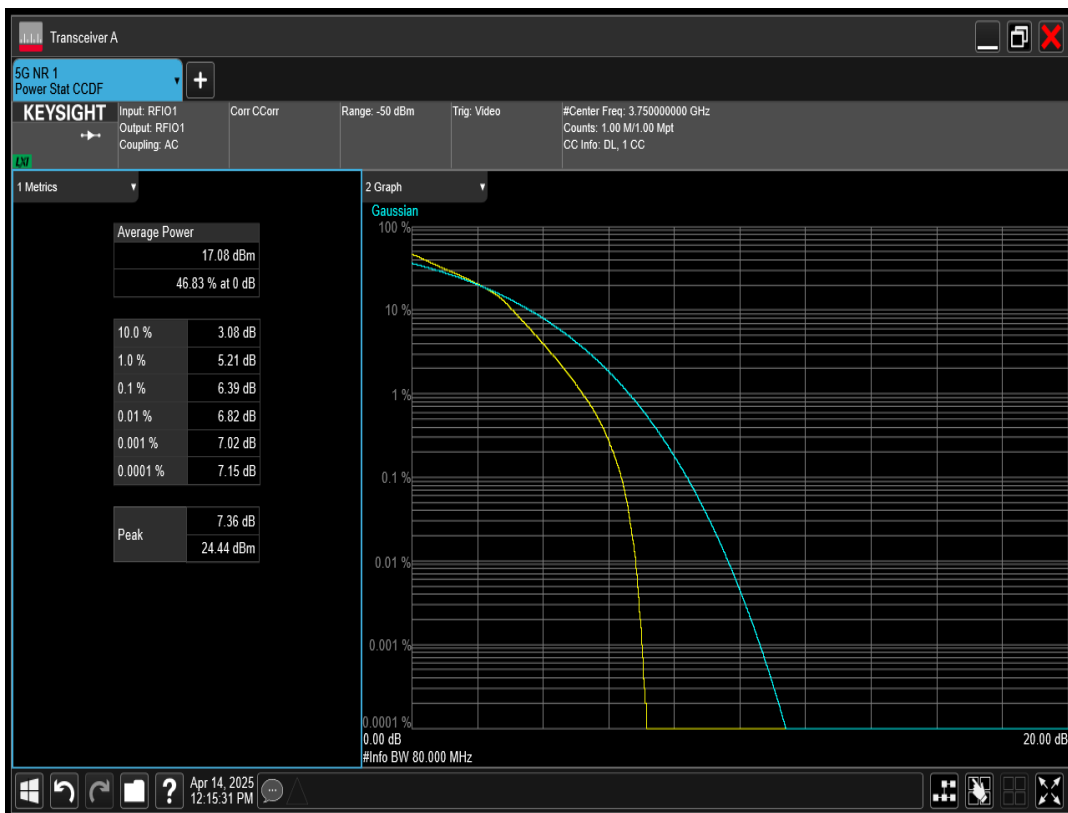 Transceiver A
5G NR 1
Power Stat CCDF
+
KEYSIGHT
LXI
Input: RFIO1
Output: RFIO1
Coupling: AC
Corr CCorr
Range: -50 dBm
Trig: Video
#Center Freq: 3.750000000 GHz
Counts: 1.00 M/1.00 Mpt
CC Info: DL, 1 CC
1 Metrics
Average Power
17.08 dBm
46.83 % at 0 dB
10.0 % 3.08 dB
1.0 % 5.21 dB
0.1 % 6.39 dB
0.01 % 6.82 dB
0.001 % 7.02 dB
0.0001 % 7.15 dB
Peak
7.36 dB
24.44 dBm
2 Graph
Gaussian
100 %
10 %
1 %
0.1 %
0.01 %
0.001 %
0.0001 %
0.00 dB 20.00 dB
#Info BW 80.000 MHz
?
Apr 14, 2025
12:15:31 PM